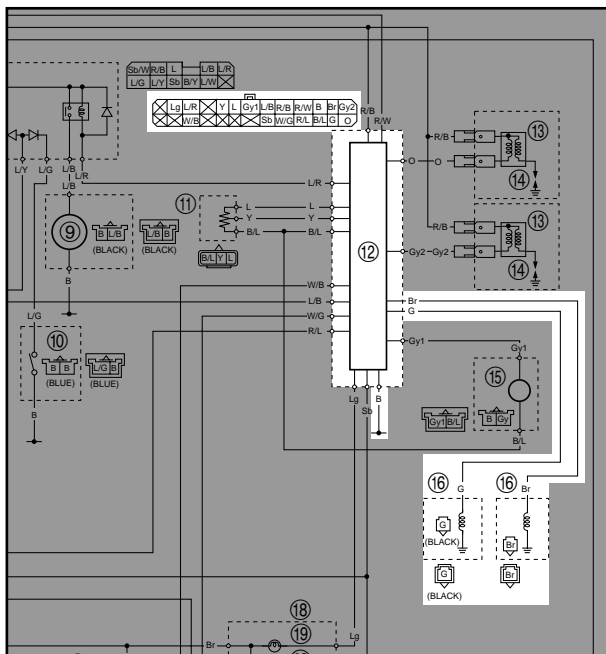 Sb/W R/B L L/B L/R
L/G L/Y Sb B/Y L/W
Lg L/R Y L Gy1 L/B R/B R/W B Br Gy2
W/B Sb W/G R/L B/L G O
R/B
R/W
L/Y
L/G
L/B
L/R
L/B
⑨
B L/B
(BLACK)
L/B B
(BLACK)
B
⑪
L
Y
B/L
B/L Y L
L/R
L
Y
B/L
⑫
W/B
L/B
W/G
R/L
O
Gy2
Br
G
Gy1
R/B
O
⑬
⑭
R/B
Gy2
⑬
⑭
L/G
⑩
B B
(BLUE)
L/G B
(BLUE)
B
Lg
Sb
B
Gy1
⑮
Gy1 B/L
B Gy
B/L
⑯
G
G
(BLACK)
G
(BLACK)
⑯
Br
Br
Br
⑱
⑲
Br
Lg